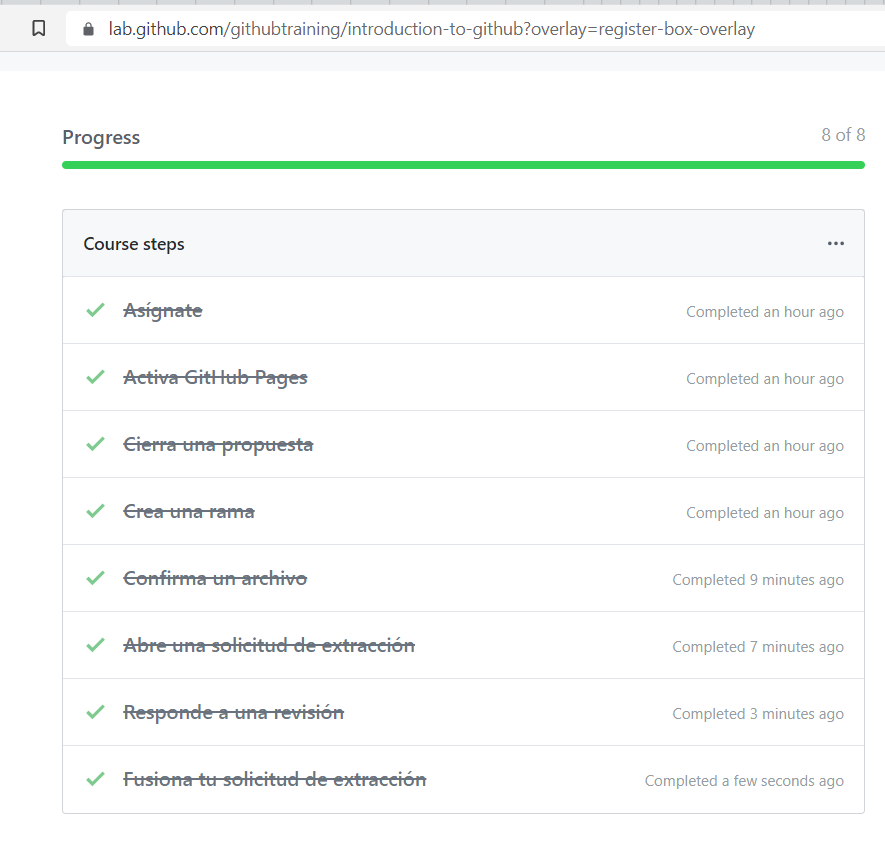 lab.github.com/githubtraining/introduction-to-github?overlay=register-box-overlay
Progress 8 of 8
Course steps
Asígnate Completed an hour ago
Activa GitHub Pages Completed an hour ago
Cierra una propuesta Completed an hour ago
Crea una rama Completed an hour ago
Confirma un archivo Completed 9 minutes ago
Abre una solicitud de extracción Completed 7 minutes ago
Responde a una revisión Completed 3 minutes ago
Fusiona tu solicitud de extracción Completed a few seconds ago